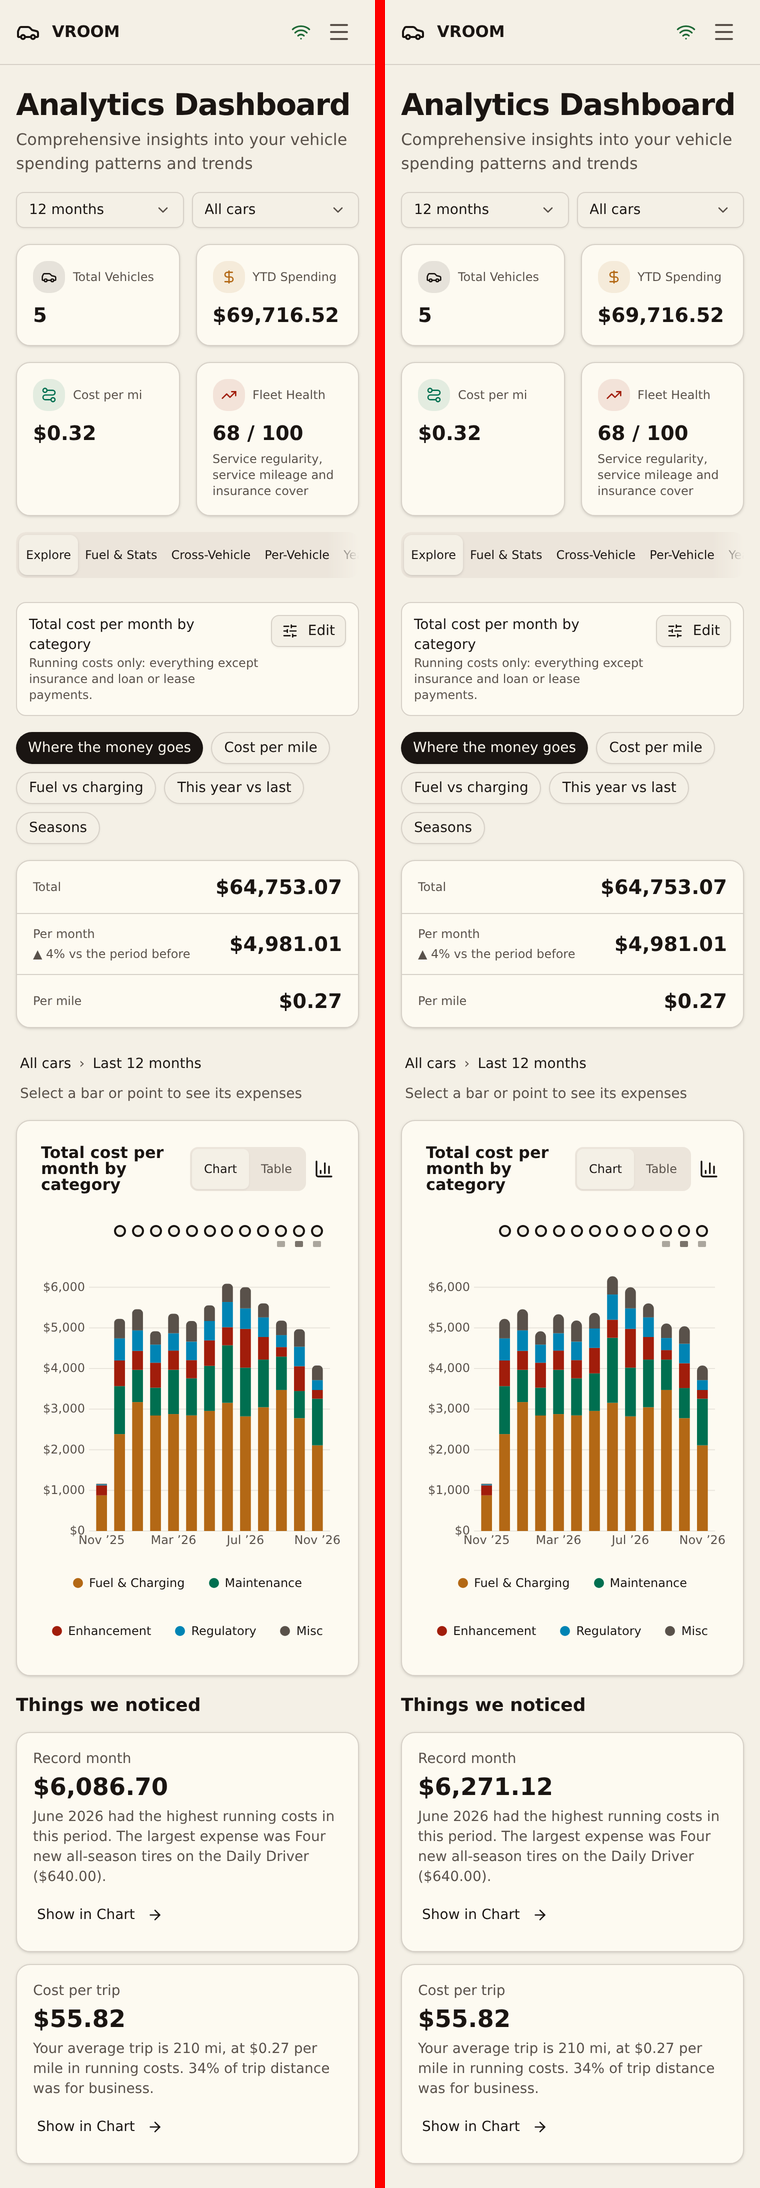 VROOM
Analytics Dashboard
Comprehensive insights into your vehicle
spending patterns and trends
12 months
All cars
Total Vehicles
5
YTD Spending
$69,716.52
Cost per mi
$0.32
Fleet Health
68 / 100
Service regularity,
service mileage and
insurance cover
Explore
Fuel & Stats
Cross-Vehicle
Per-Vehicle
Ye
Total cost per month by
category
Edit
Running costs only: everything except
insurance and loan or lease
payments.
Where the money goes
Cost per mile
Fuel vs charging
This year vs last
Seasons
Total
$64,753.07
Per month
▲ 4% vs the period before
$4,981.01
Per mile
$0.27
All cars › Last 12 months
Select a bar or point to see its expenses
Total cost per
month by
category
Chart
Table
$6,000
$5,000
$4,000
$3,000
$2,000
$1,000
$0
Nov ’25
Mar ’26
Jul ’26
Nov ’26
Fuel & Charging
Maintenance
Enhancement
Regulatory
Misc
Things we noticed
Record month
$6,086.70
June 2026 had the highest running costs in
this period. The largest expense was Four
new all-season tires on the Daily Driver
($640.00).
Show in Chart →
Cost per trip
$55.82
Your average trip is 210 mi, at $0.27 per
mile in running costs. 34% of trip distance
was for business.
Show in Chart →
VROOM
Analytics Dashboard
Comprehensive insights into your vehicle
spending patterns and trends
12 months
All cars
Total Vehicles
5
YTD Spending
$69,716.52
Cost per mi
$0.32
Fleet Health
68 / 100
Service regularity,
service mileage and
insurance cover
Explore
Fuel & Stats
Cross-Vehicle
Per-Vehicle
Ye
Total cost per month by
category
Edit
Running costs only: everything except
insurance and loan or lease
payments.
Where the money goes
Cost per mile
Fuel vs charging
This year vs last
Seasons
Total
$64,753.07
Per month
▲ 4% vs the period before
$4,981.01
Per mile
$0.27
All cars › Last 12 months
Select a bar or point to see its expenses
Total cost per
month by
category
Chart
Table
$6,000
$5,000
$4,000
$3,000
$2,000
$1,000
$0
Nov ’25
Mar ’26
Jul ’26
Nov ’26
Fuel & Charging
Maintenance
Enhancement
Regulatory
Misc
Things we noticed
Record month
$6,271.12
June 2026 had the highest running costs in
this period. The largest expense was Four
new all-season tires on the Daily Driver
($640.00).
Show in Chart →
Cost per trip
$55.82
Your average trip is 210 mi, at $0.27 per
mile in running costs. 34% of trip distance
was for business.
Show in Chart →